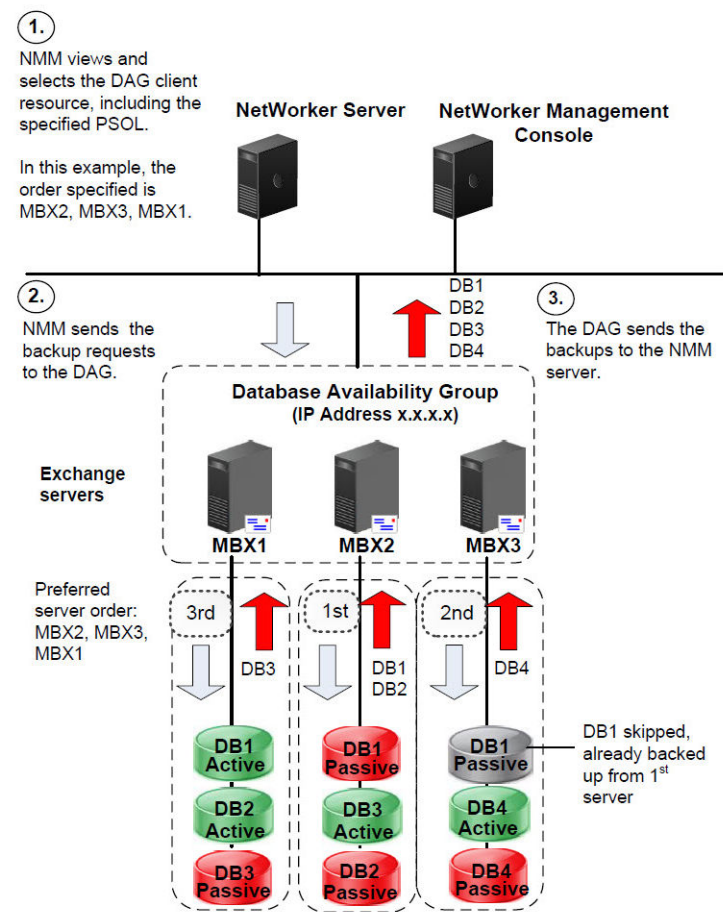 1.
NMM views and
selects the DAG client
resource, including the
specified PSOL.
In this example, the
order specified is
MBX2, MBX3, MBX1.
NetWorker Server
NetWorker Management
Console
2.
NMM sends the
backup requests
to the DAG.
DB1
DB2
DB3
DB4
3.
The DAG sends the
backups to the NMM
server.
Database Availability Group
(IP Address x.x.x.x)
Exchange
servers
MBX1
MBX2
MBX3
Preferred
server order:
MBX2, MBX3,
MBX1
3rd
DB3
1st
DB1
DB2
2nd
DB4
DB1
Active
DB2
Active
DB3
Passive
DB1
Passive
DB3
Active
DB2
Passive
DB1
Passive
DB4
Active
DB4
Passive
DB1 skipped,
already backed
up from 1st
server